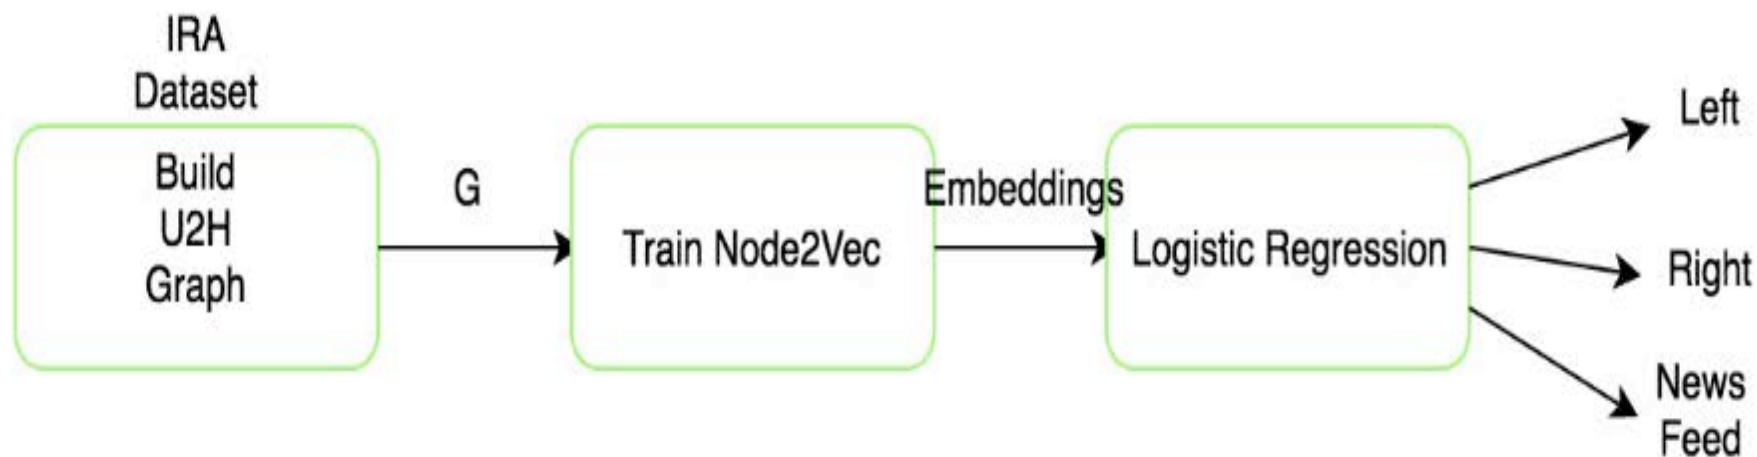 IRA
Dataset
Build
U2H
Graph
G
Train Node2Vec
Embeddings
Logistic Regression
Left
Right
News
Feed